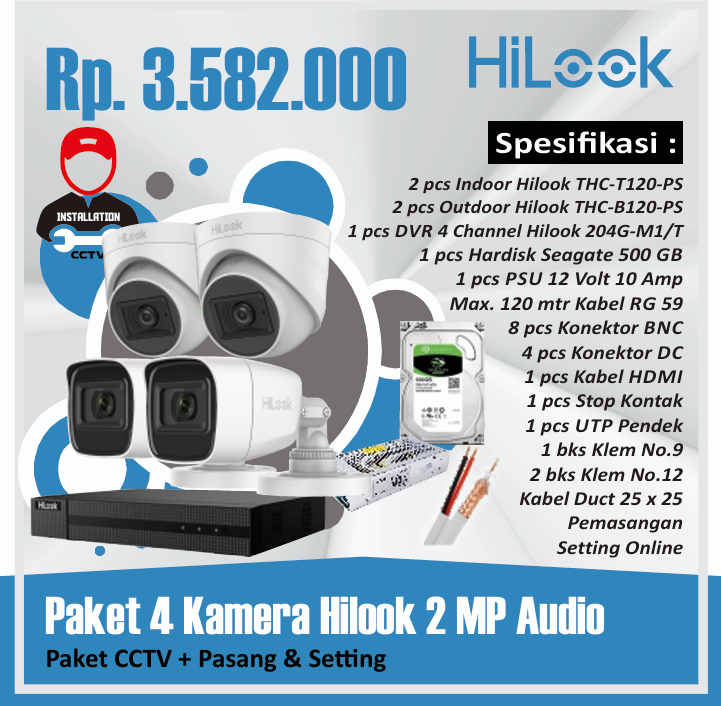 Rp. 3.582.000
HiLook
Spesifikasi :
INSTALLATION
CCTV
2 pcs Indoor Hilook THC-T120-PS
2 pcs Outdoor Hilook THC-B120-PS
1 pcs DVR 4 Channel Hilook 204G-M1/T
1 pcs Hardisk Seagate 500 GB
1 pcs PSU 12 Volt 10 Amp
Max. 120 mtr Kabel RG 59
8 pcs Konektor BNC
4 pcs Konektor DC
1 pcs Kabel HDMI
1 pcs Stop Kontak
1 pcs UTP Pendek
1 bks Klem No.9
2 bks Klem No.12
Kabel Duct 25 x 25
Pemasangan
Setting Online
HiLook
HiLook
HiLook
HiLook
500GB
Paket 4 Kamera Hilook 2 MP Audio
Paket CCTV + Pasang & Setting